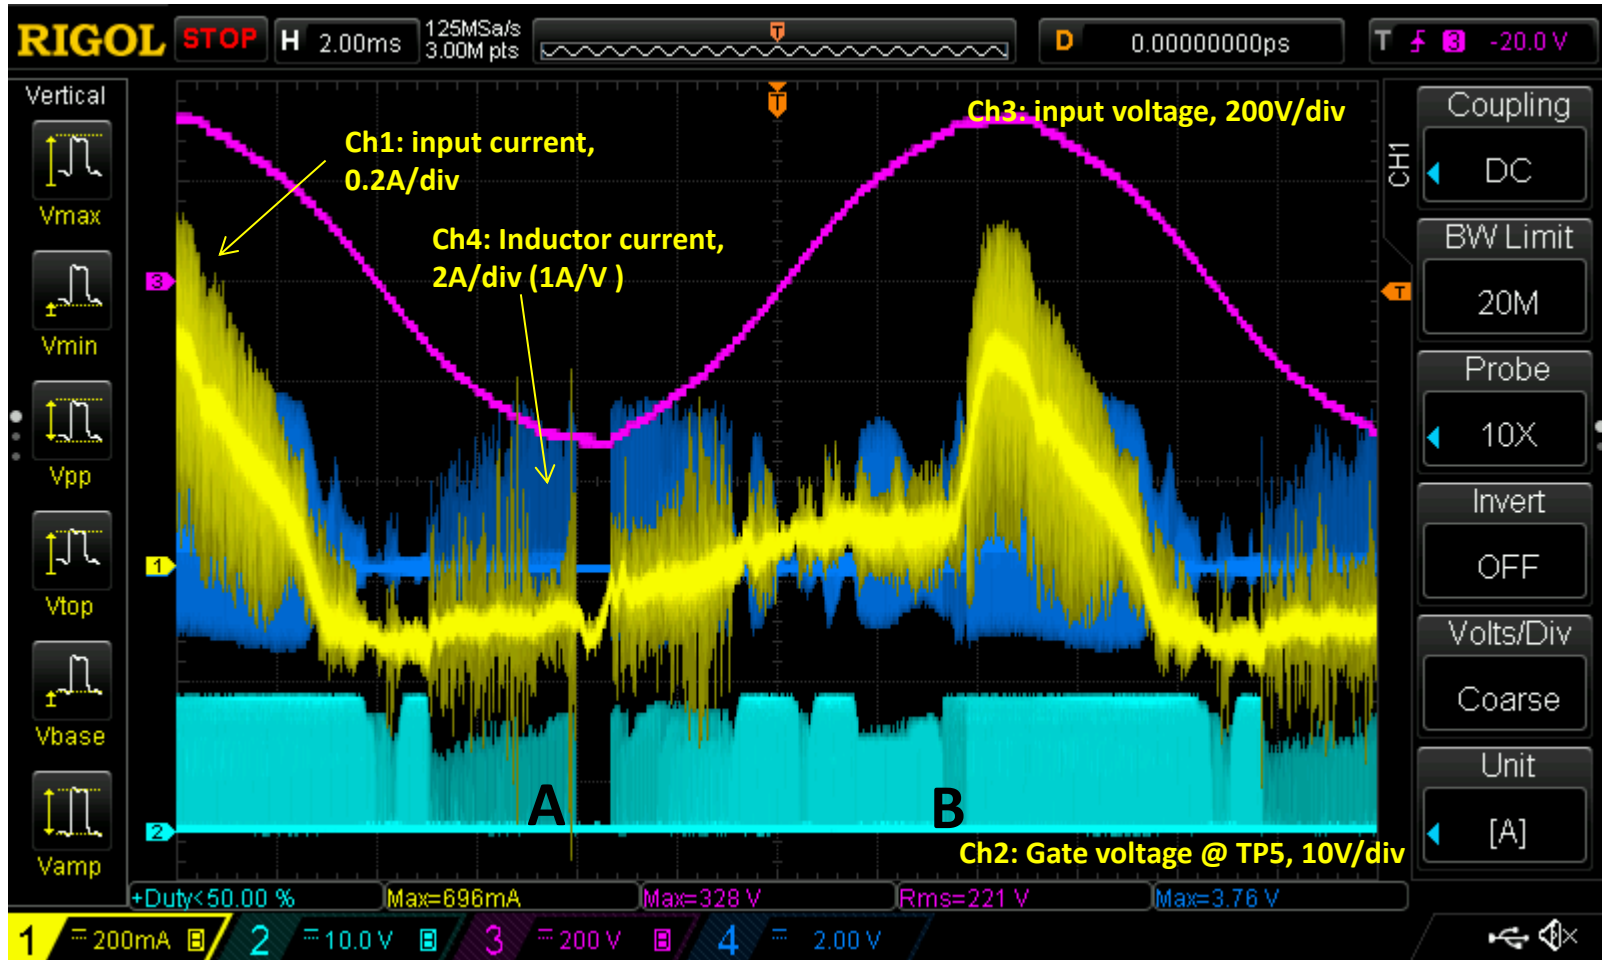 RIGOL STOP H 2.00ms 125MSa/s 3.00M pts T D 0.00000000ps T 3 -20.0 V
Vertical
Vmax
Vmin
Vpp
Vtop
Vbase
Vamp
T
Ch3: input voltage, 200V/div
Ch1: input current,
0.2A/div
Ch4: Inductor current,
2A/div (1A/V )
3
1
2
T
A
B
Ch2: Gate voltage @ TP5, 10V/div
CH1
Coupling
DC
BW Limit
20M
Probe
10X
Invert
OFF
Volts/Div
Coarse
Unit
[A]
+Duty<50.00 % Max=696mA Max=328 V Rms=221 V Max=3.76 V
1 200mA B 2 10.0 V B 3 200 V B 4 2.00 V